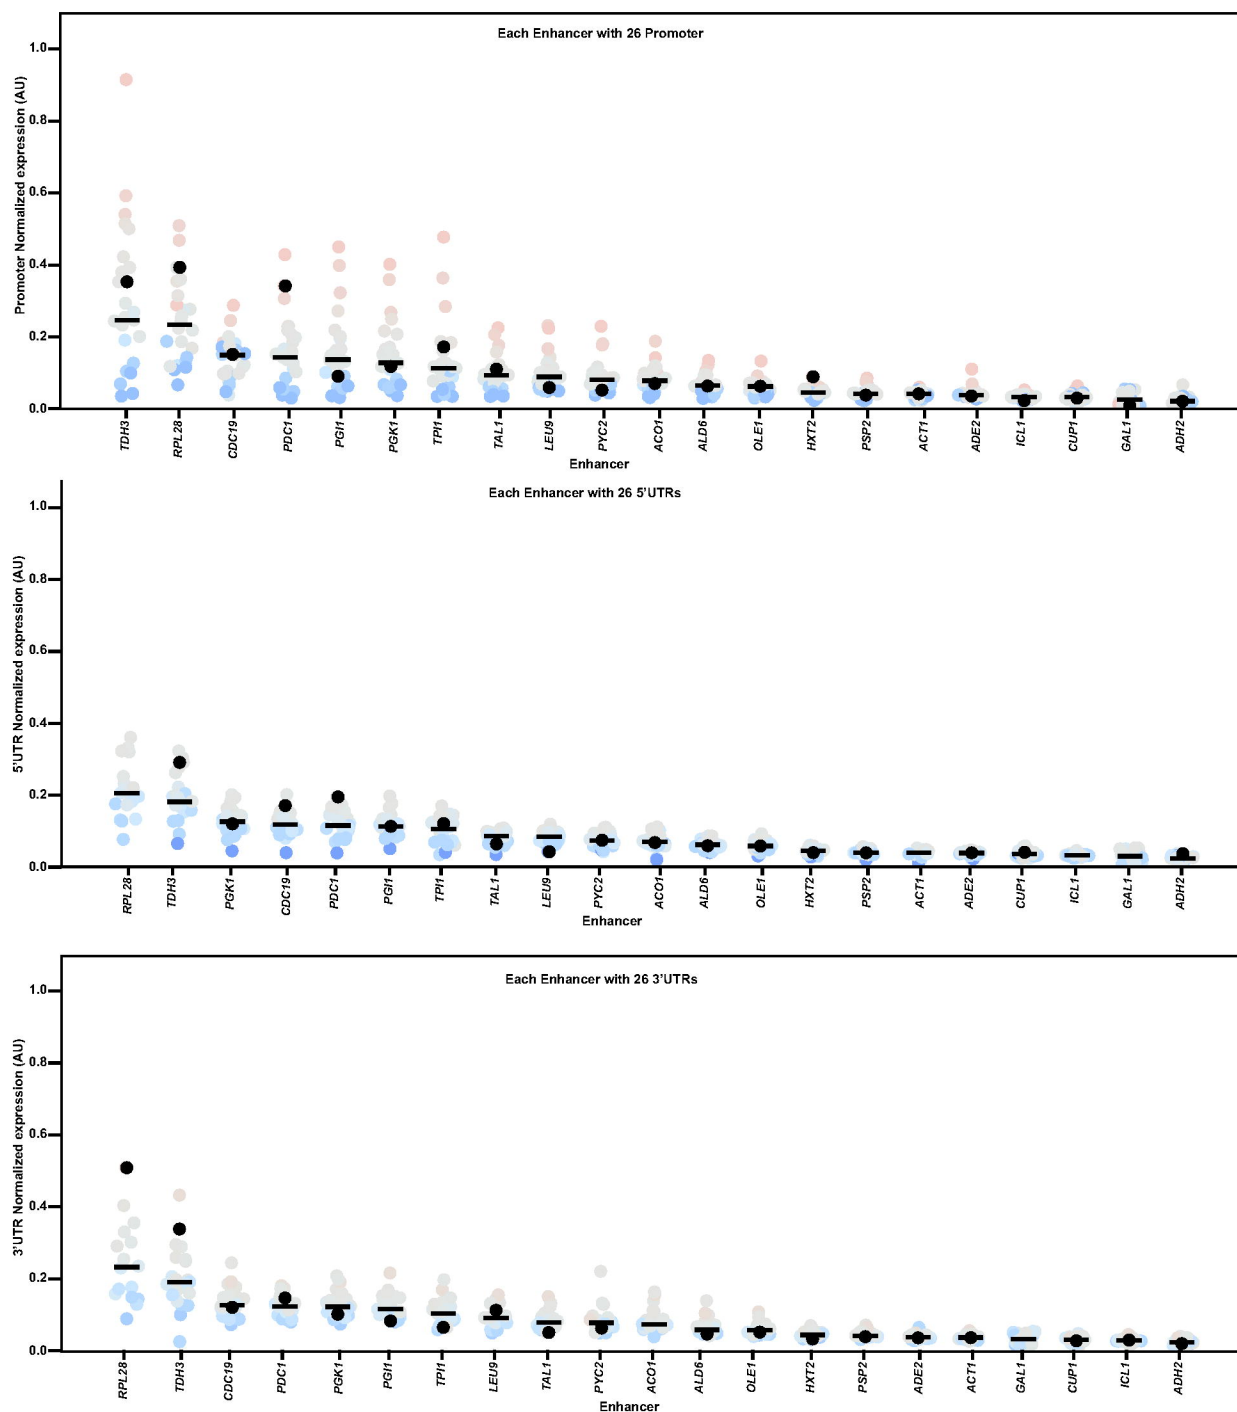 Each Enhancer with 26 Promoter
Promoter Normalized expression (AU)
1.0
0.8
0.6
0.4
0.2
0.0
TDH3 RPL28 CDC19 PDC1 PGI1 PGK1 TPI1 TAL1 LEU9 PYC2 ACO1 ALD6 OLE1 HXT2 PSP2 ACT1 ADE2 ICL1 CUP1 GAL1 ADH2
Enhancer
Each Enhancer with 26 5'UTRs
5'UTR Normalized expression (AU)
1.0
0.8
0.6
0.4
0.2
0.0
RPL28 TDH3 PGK1 CDC19 PDC1 PGI1 TPI1 TAL1 LEU9 PYC2 ACO1 ALD6 OLE1 HXT2 PSP2 ACT1 ADE2 CUP1 ICL1 GAL1 ADH2
Enhancer
Each Enhancer with 26 3'UTRs
3'UTR Normalized expression (AU)
1.0
0.8
0.6
0.4
0.2
0.0
RPL28 TDH3 CDC19 PDC1 PGK1 PGI1 TPI1 LEU9 TAL1 PYC2 ACO1 ALD6 OLE1 HXT2 PSP2 ADE2 ACT1 GAL1 CUP1 ICL1 ADH2
Enhancer